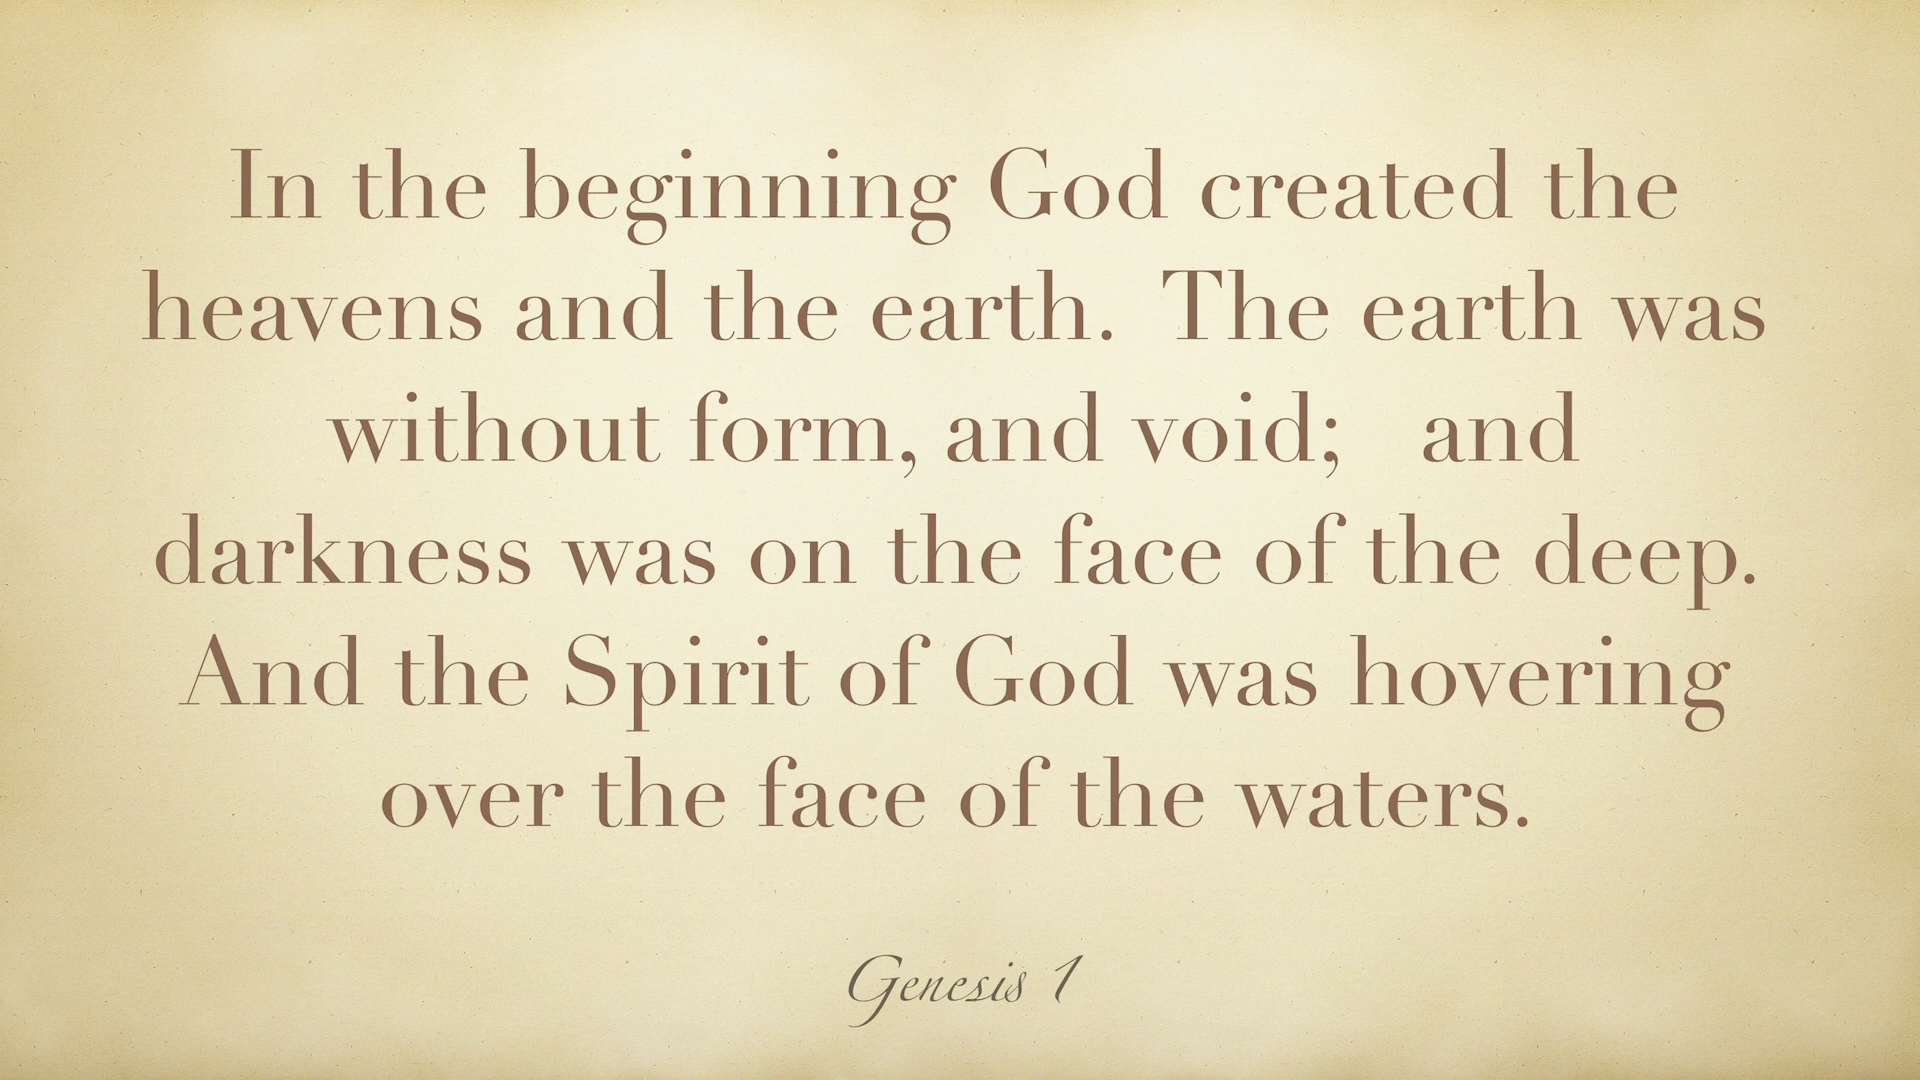 In the beginning God created the
heavens and the earth.  The earth was
without form, and void;   and
darkness was on the face of the deep.
And the Spirit of God was hovering
over the face of the waters.
Genesis 1